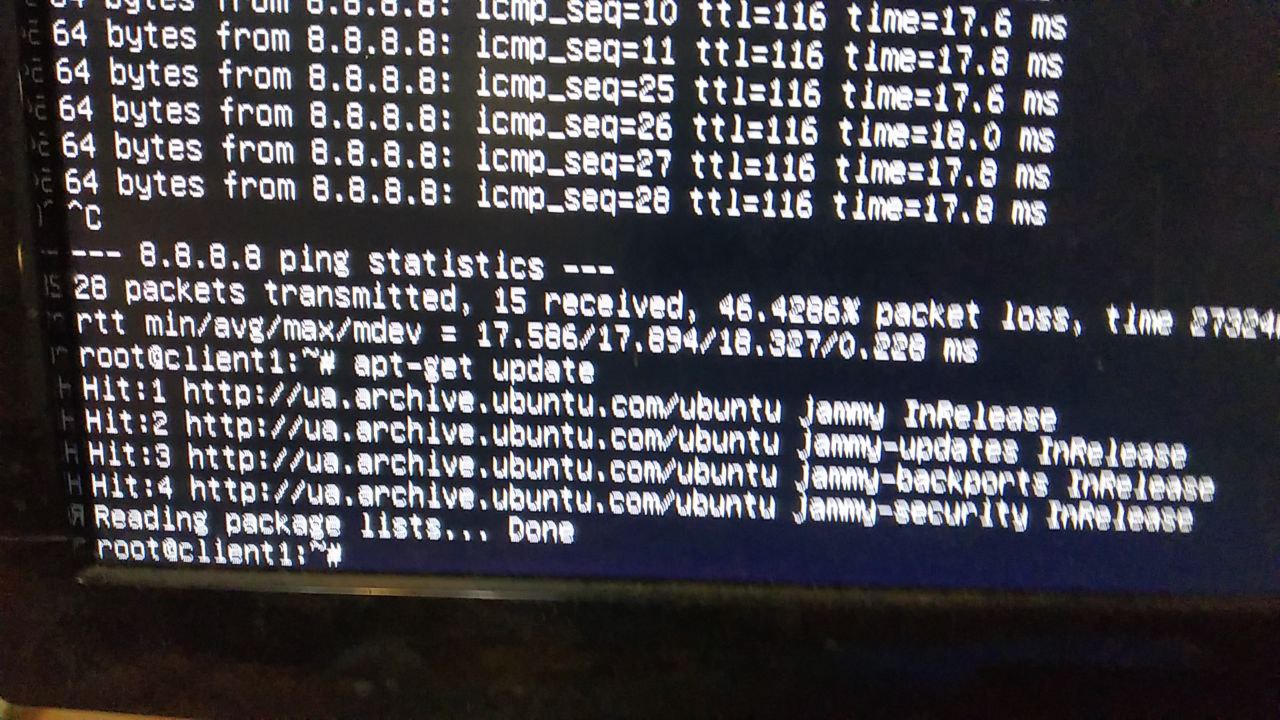 64 bytes from 8.8.8.8: icmp_seq=10 ttl=116 time=17.6 ms
64 bytes from 8.8.8.8: icmp_seq=11 ttl=116 time=17.8 ms
64 bytes from 8.8.8.8: icmp_seq=25 ttl=116 time=17.6 ms
64 bytes from 8.8.8.8: icmp_seq=26 ttl=116 time=18.0 ms
64 bytes from 8.8.8.8: icmp_seq=27 ttl=116 time=17.8 ms
64 bytes from 8.8.8.8: icmp_seq=28 ttl=116 time=17.8 ms
^C
--- 8.8.8.8 ping statistics ---
28 packets transmitted, 15 received, 46.4286% packet loss, time 27324
rtt min/avg/max/mdev = 17.586/17.894/18.327/0.228 ms
root@client1:~# apt-get update
Hit:1 http://ua.archive.ubuntu.com/ubuntu jammy InRelease
Hit:2 http://ua.archive.ubuntu.com/ubuntu jammy-updates InRelease
Hit:3 http://ua.archive.ubuntu.com/ubuntu jammy-backports InRelease
Hit:4 http://ua.archive.ubuntu.com/ubuntu jammy-security InRelease
Reading package lists... Done
root@client1:~#